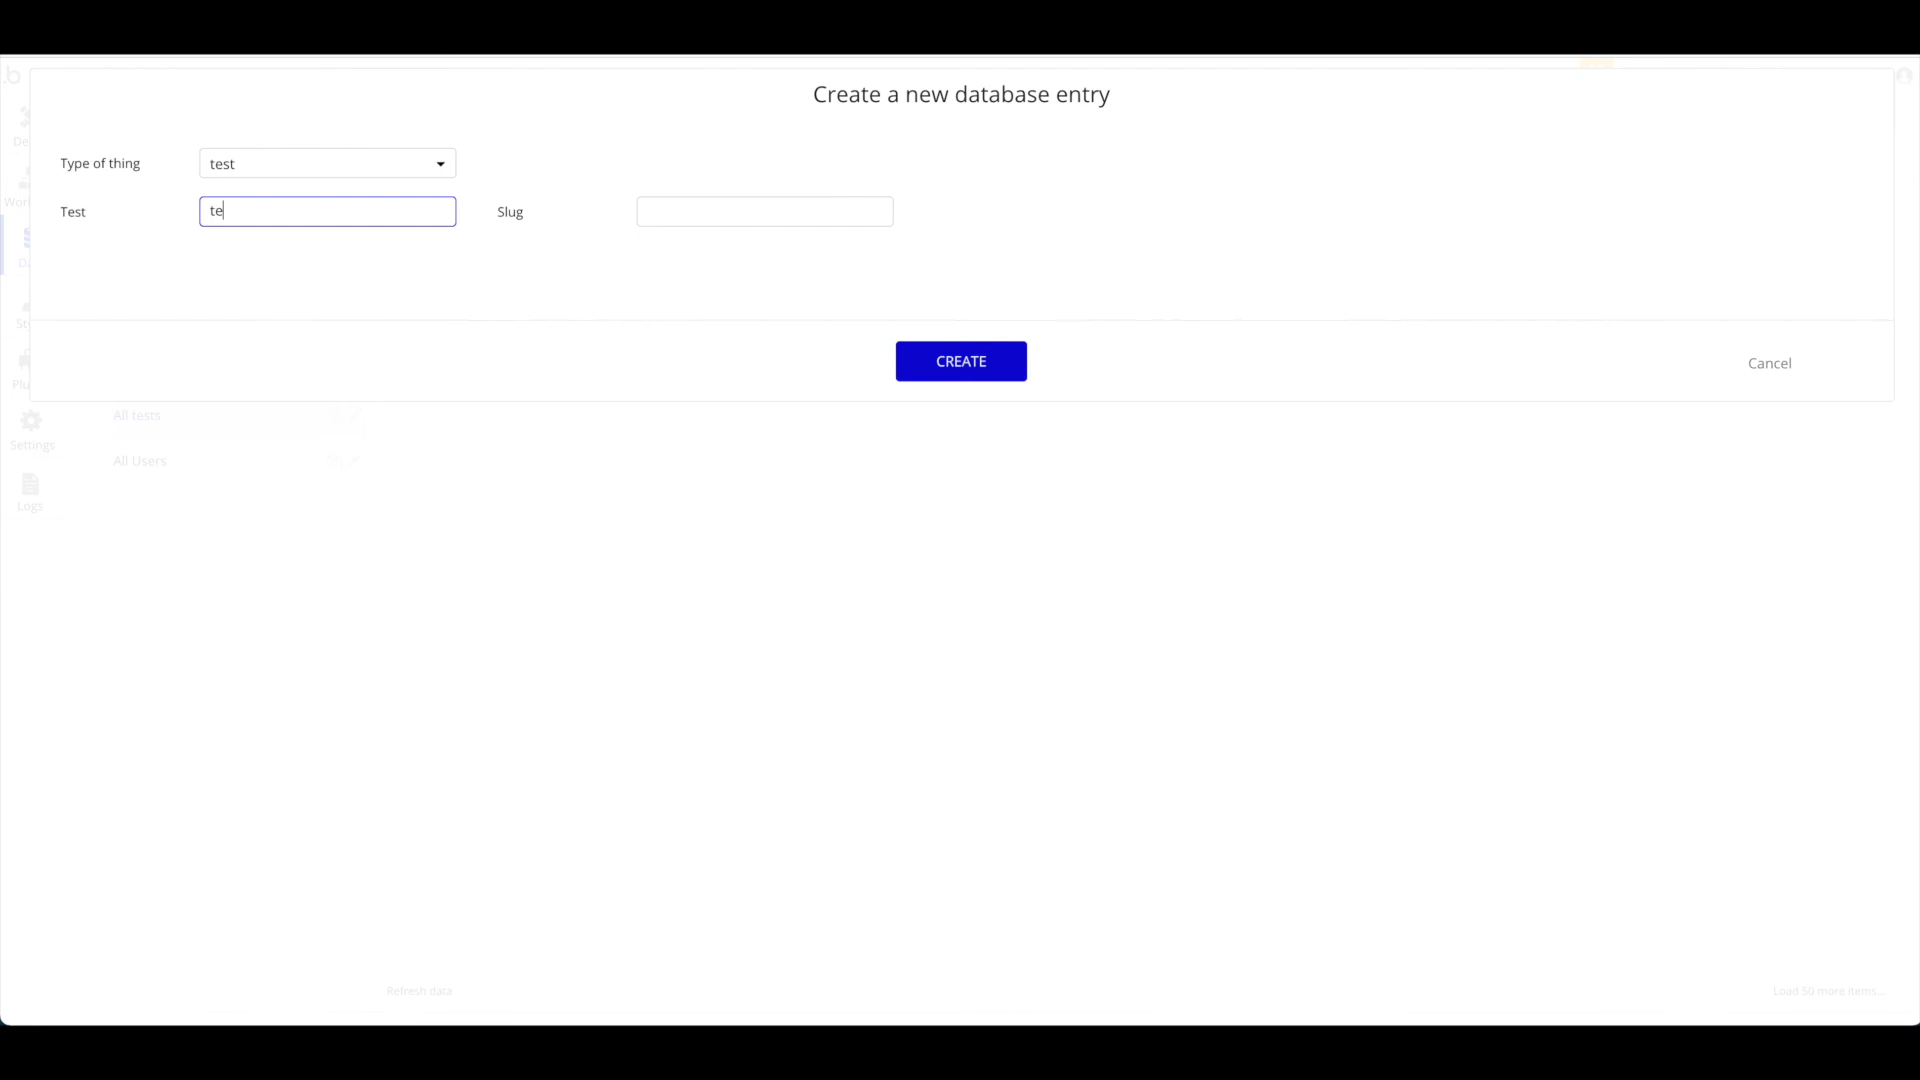 .b
Create a new database entry
Type of thing
test
Test
te
Slug
CREATE
Cancel
All tests
All Users
Settings
Logs
Refresh data
Load 50 more items...